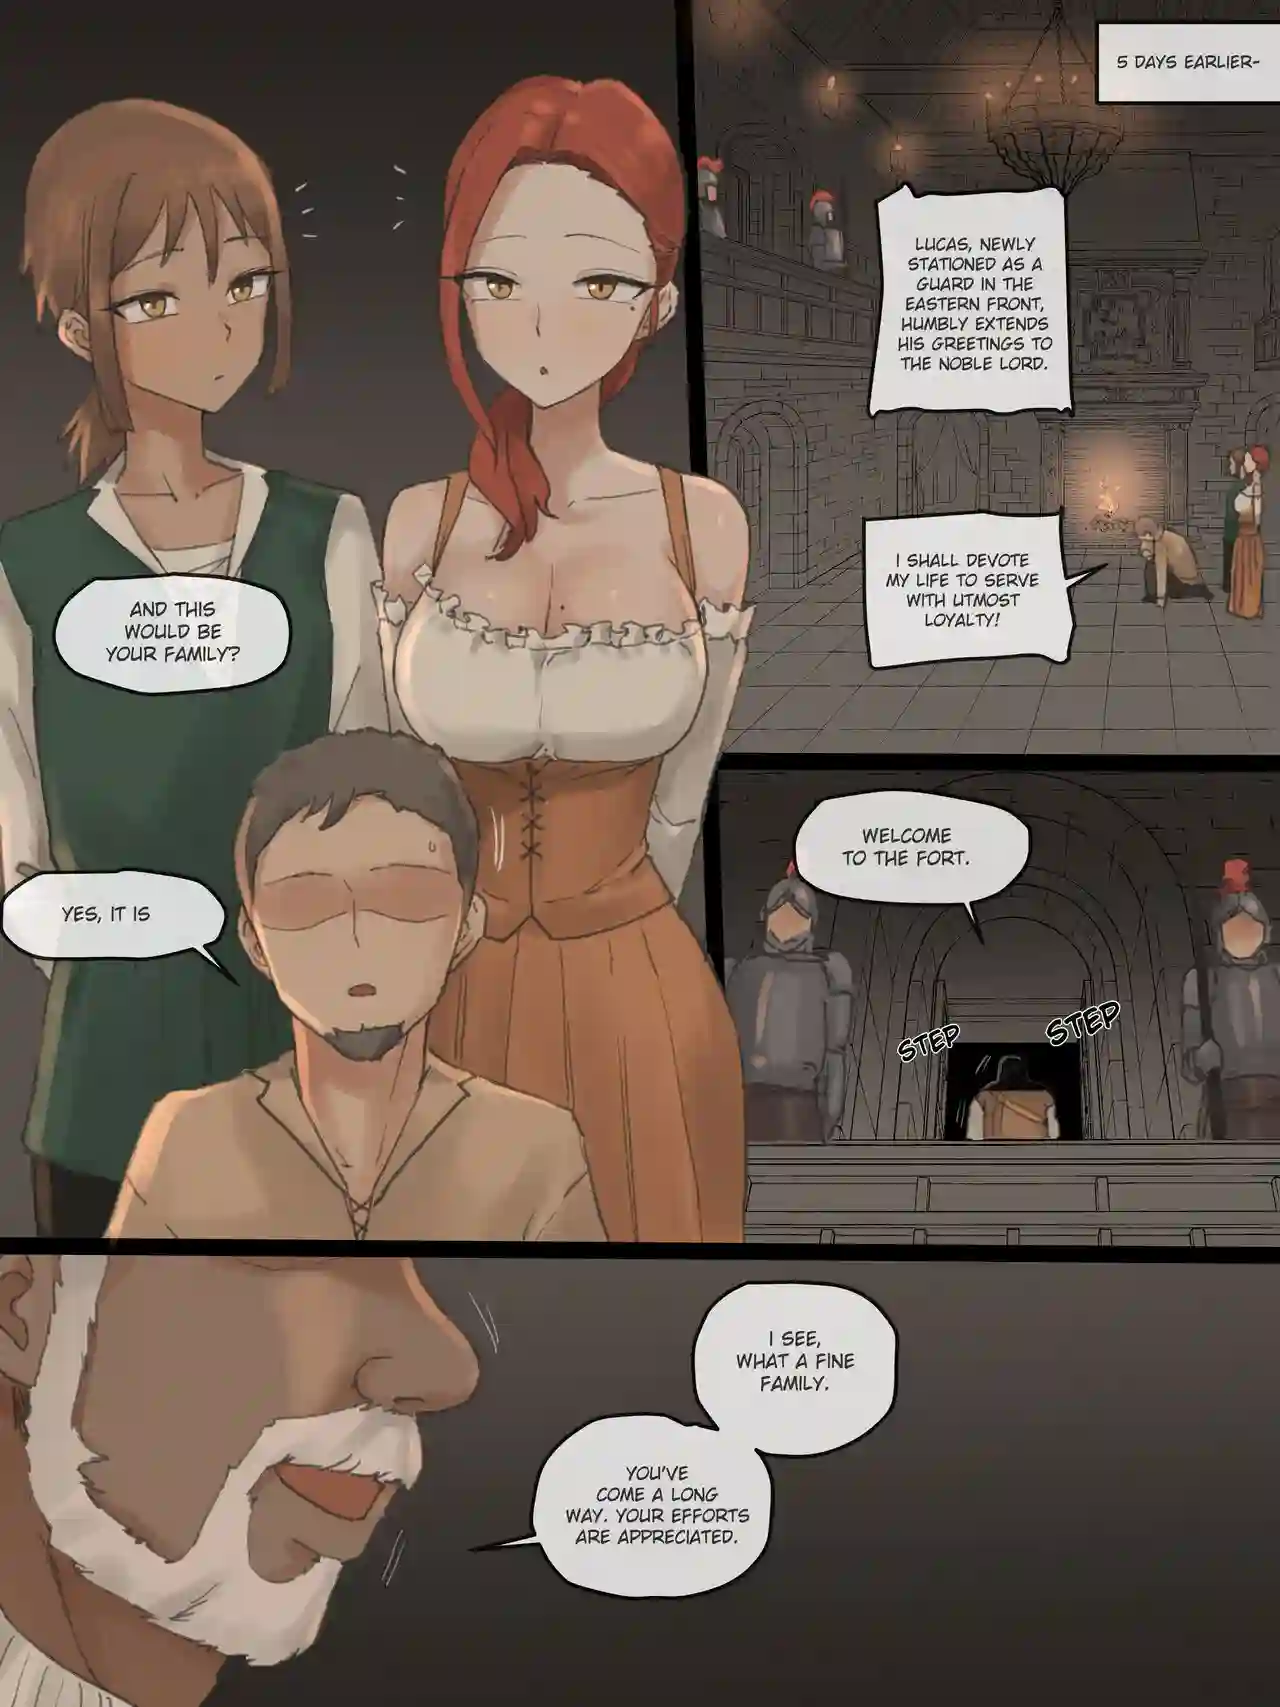 5 DAYS EARLIER-
LUCAS, NEWLY
STATIONED AS A
GUARD IN THE
EASTERN FRONT,
HUMBLY EXTENDS
HIS GREETINGS TO
THE NOBLE LORD.
I SHALL DEVOTE
MY LIFE TO SERVE
WITH UTMOST
LOYALTY!
WELCOME
TO THE FORT.
STEP
STEP
AND THIS
WOULD BE
YOUR FAMILY?
YES, IT IS
I SEE,
WHAT A FINE
FAMILY.
YOU'VE
COME A LONG
WAY. YOUR EFFORTS
ARE APPRECIATED.